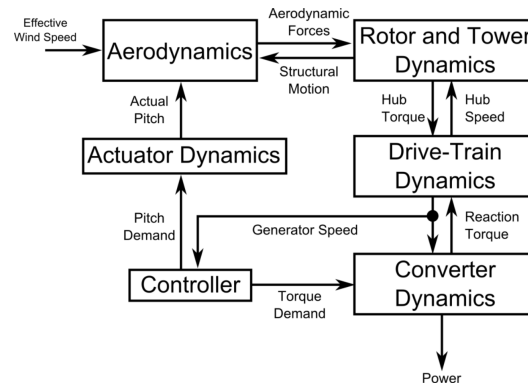 Effective
Wind Speed
Aerodynamics
Aerodynamic
Forces
Structural
Motion
Rotor and Tower
Dynamics
Actual
Pitch
Hub
Torque
Hub
Speed
Actuator Dynamics
Drive-Train
Dynamics
Pitch
Demand
Generator Speed
Reaction
Torque
Controller
Torque
Demand
Converter
Dynamics
Power